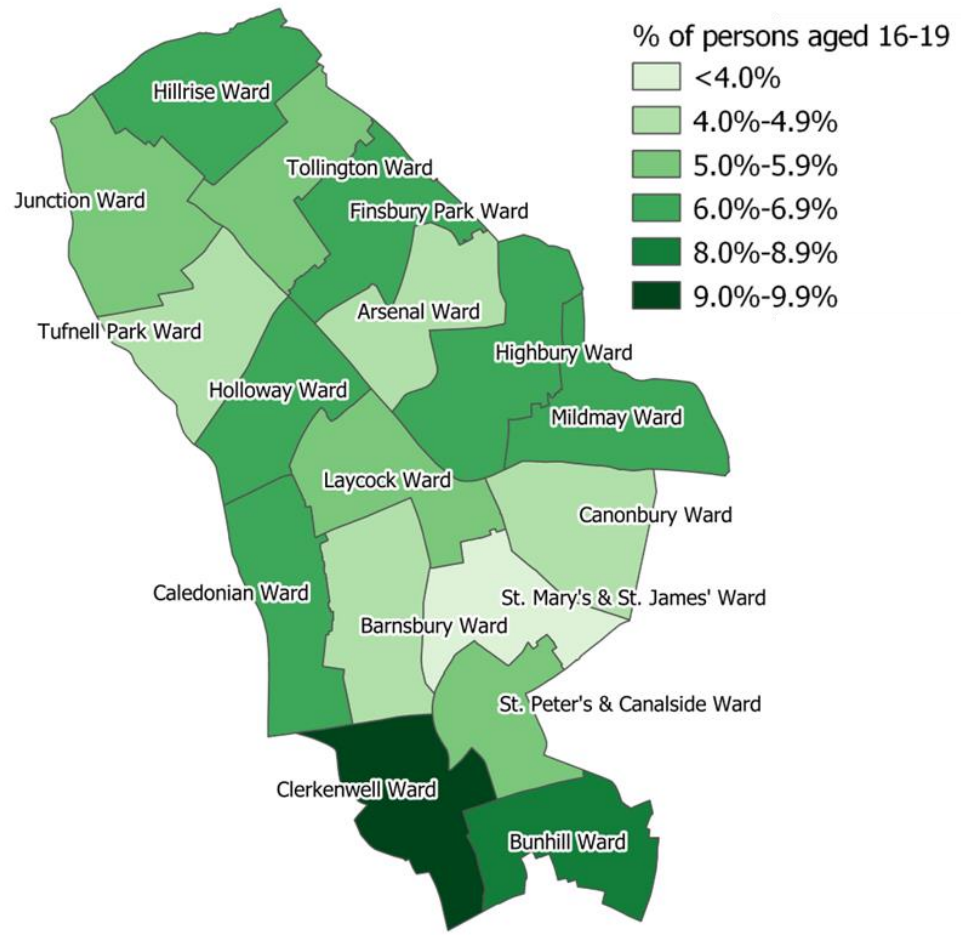 % of persons aged 16-19
<4.0%
4.0%-4.9%
5.0%-5.9%
6.0%-6.9%
8.0%-8.9%
9.0%-9.9%
Hillrise Ward
Tollington Ward
Junction Ward
Finsbury Park Ward
Arsenal Ward
Tufnell Park Ward
Highbury Ward
Holloway Ward
Mildmay Ward
Laycock Ward
Canonbury Ward
Caledonian Ward
St. Mary's & St. James' Ward
Barnsbury Ward
St. Peter's & Canalside Ward
Clerkenwell Ward
Bunhill Ward